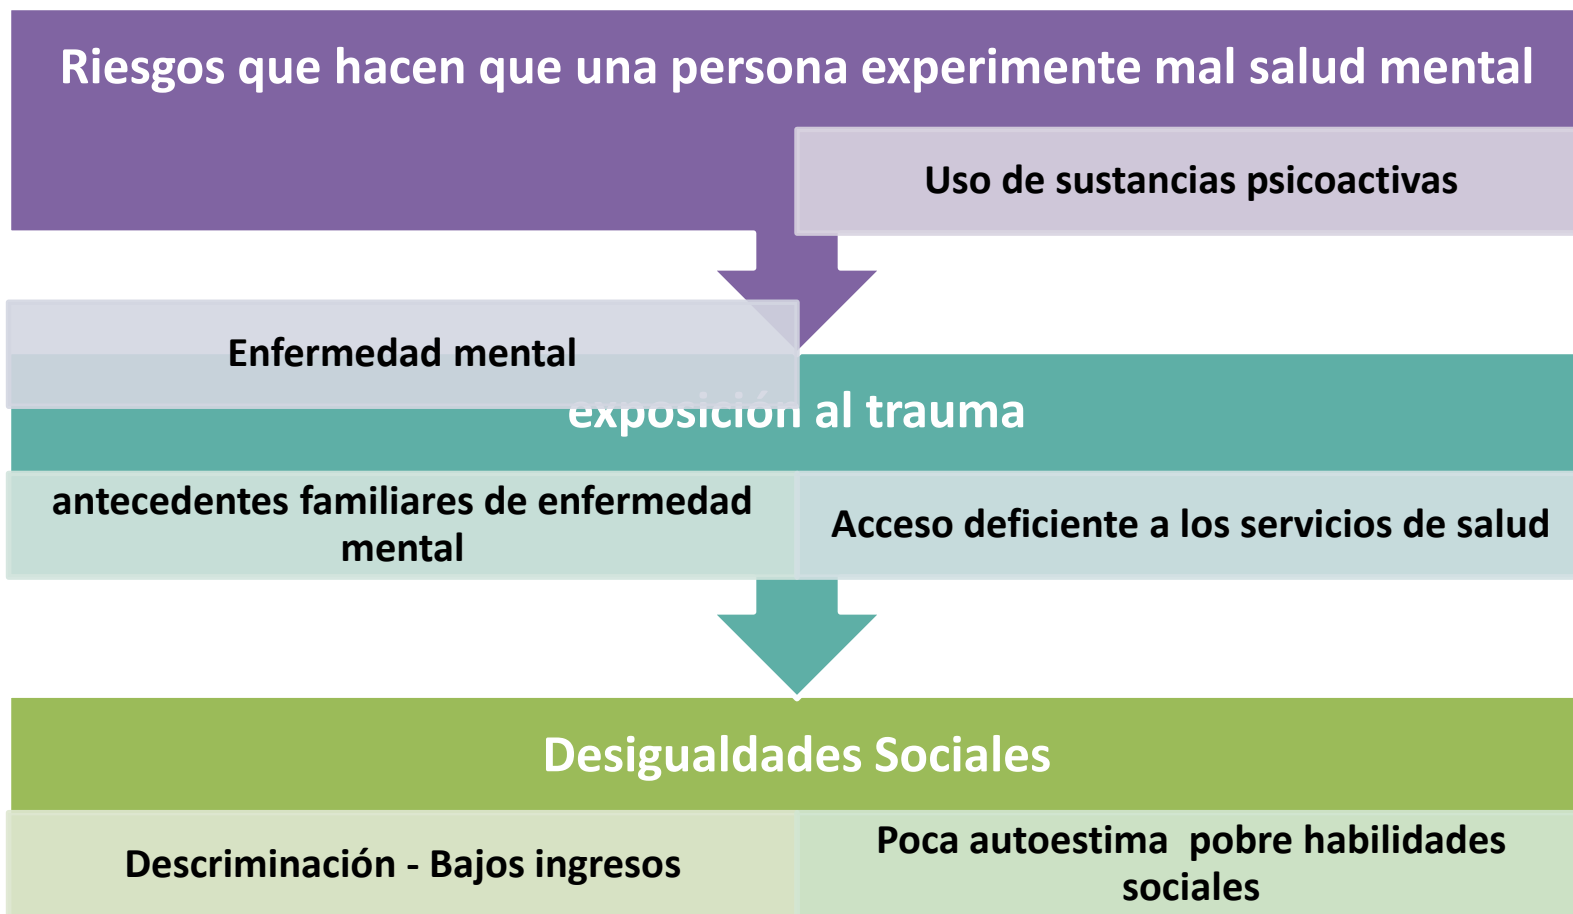 Riesgos que hacen que una persona experimente mal salud mental
Uso de sustancias psicoactivas
Enfermedad mental
exposición al trauma
antecedentes familiares de enfermedad
mental
Acceso deficiente a los servicios de salud
Desigualdades Sociales
Descriminación - Bajos ingresos
Poca autoestima  pobre habilidades
sociales